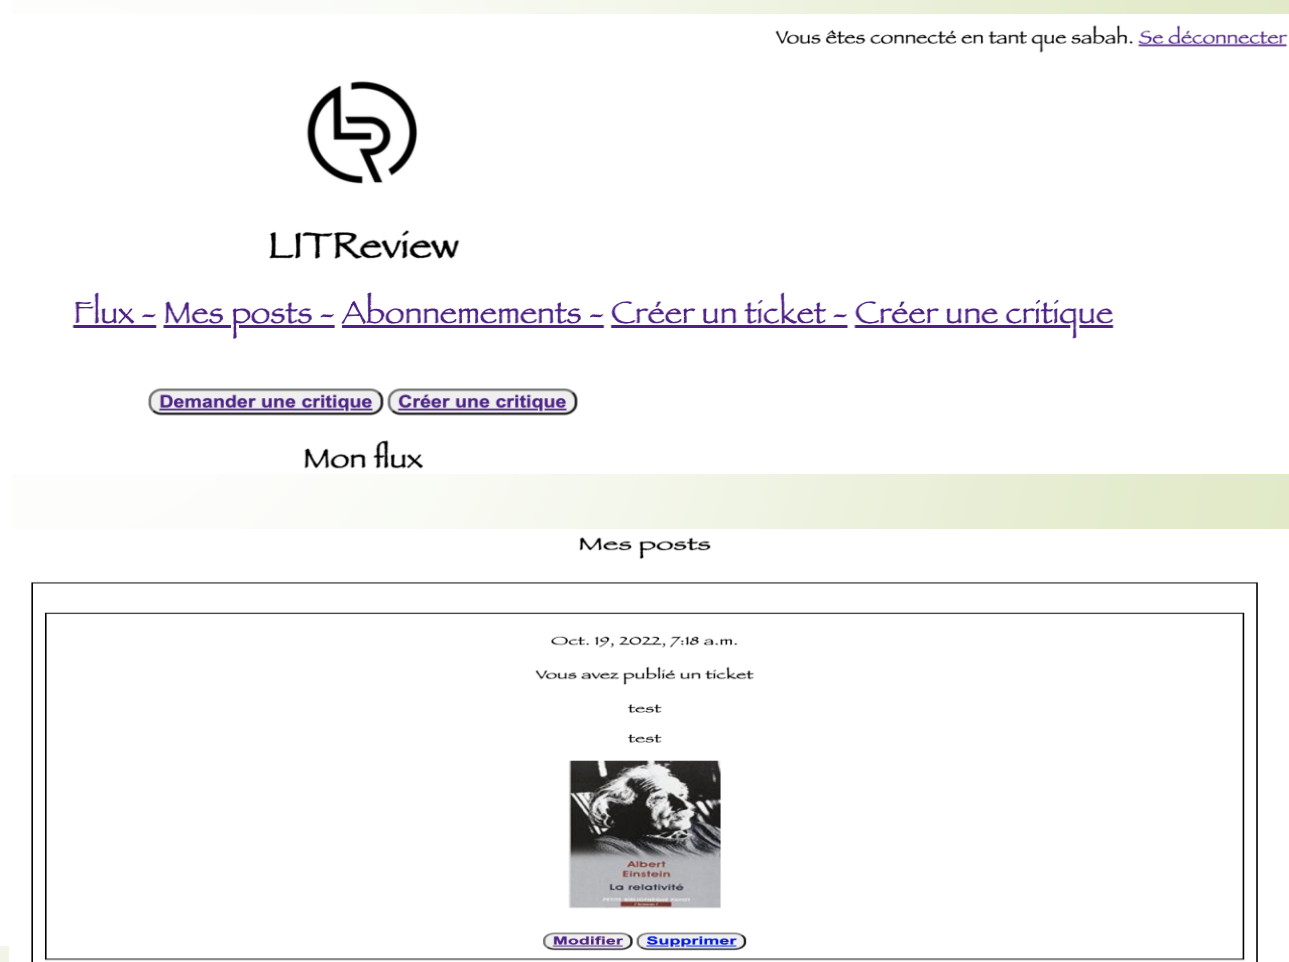 Vous êtes connecté en tant que sabah. Se déconnecter
LR
LITReview
Flux - Mes posts - Abonnemements - Créer un ticket - Créer une critique
Demander une critique Créer une critique
Mon flux
Mes posts
Oct. 19, 2022, 7:18 a.m.
Vous avez publié un ticket
test
test
Albert
Einstein
La relativité
Modifier Supprimer